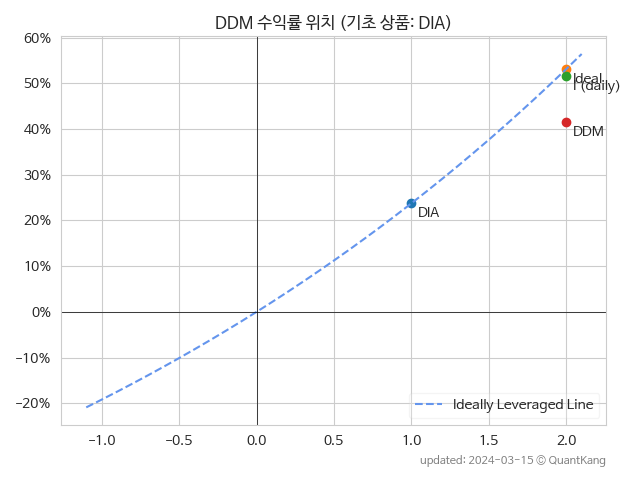 DDM 수익률 위치 (기초 상품: DIA)
60%
50%
40%
30%
20%
10%
0%
−10%
−20%
Ideal
I (daily)
DDM
DIA
Ideally Leveraged Line
−1.0 −0.5 0.0 0.5 1.0 1.5 2.0
updated: 2024-03-15 © QuantKang